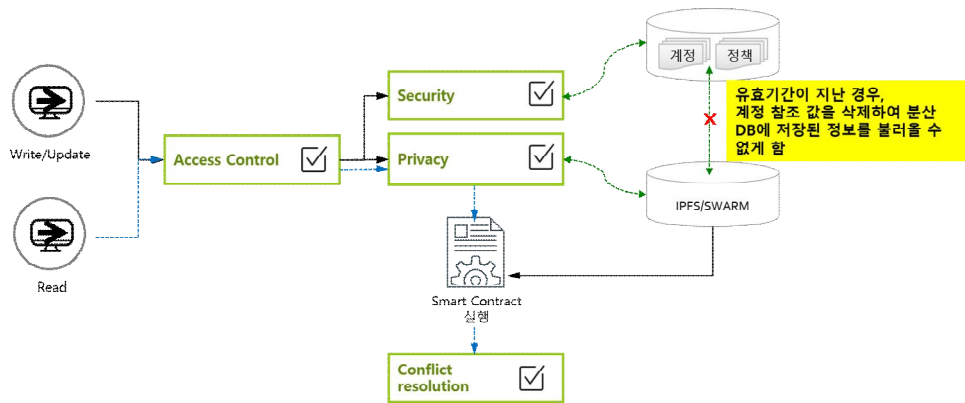 계정
정책
유효기간이 지난 경우,
계정 참조 값을 삭제하여 분산
DB에 저장된 정보를 불러올 수
없게 함
Security
Write/Update
Access Control
Privacy
IPFS/SWARM
Read
Smart Contract
실행
Conflict
resolution